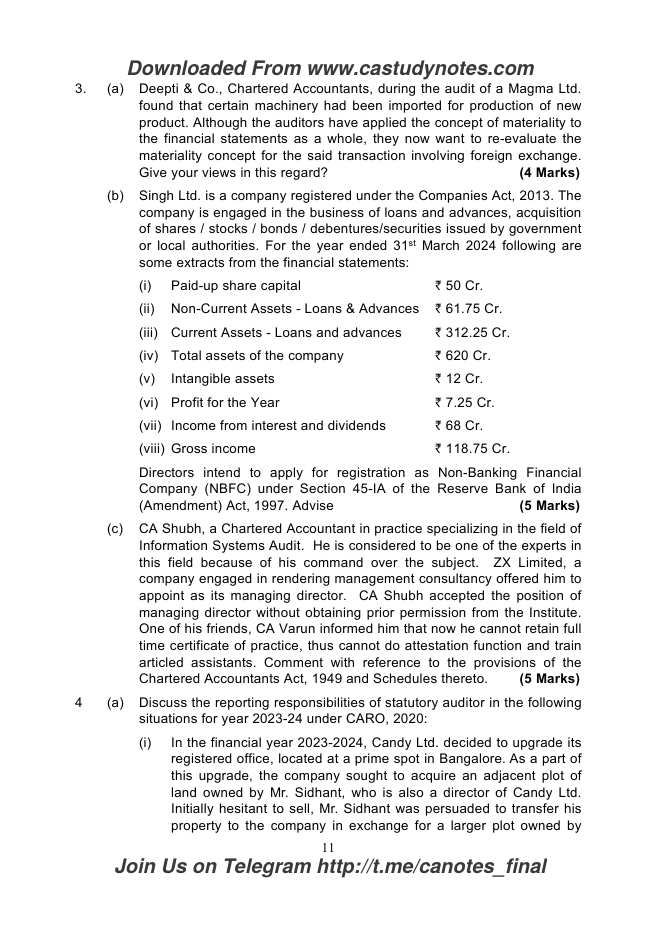 Downloaded From www.castudynotes.com
3. (a) Deepti & Co., Chartered Accountants, during the audit of a Magma Ltd.
found that certain machinery had been imported for production of new
product. Although the auditors have applied the concept of materiality to
the financial statements as a whole, they now want to re-evaluate the
materiality concept for the said transaction involving foreign exchange.
Give your views in this regard? (4 Marks)
(b) Singh Ltd. is a company registered under the Companies Act, 2013. The
company is engaged in the business of loans and advances, acquisition
of shares / stocks / bonds / debentures/securities issued by government
or local authorities. For the year ended 31st March 2024 following are
some extracts from the financial statements:
(i) Paid-up share capital ₹ 50 Cr.
(ii) Non-Current Assets - Loans & Advances ₹ 61.75 Cr.
(iii) Current Assets - Loans and advances ₹ 312.25 Cr.
(iv) Total assets of the company ₹ 620 Cr.
(v) Intangible assets ₹ 12 Cr.
(vi) Profit for the Year ₹ 7.25 Cr.
(vii) Income from interest and dividends ₹ 68 Cr.
(viii) Gross income ₹ 118.75 Cr.
Directors intend to apply for registration as Non-Banking Financial
Company (NBFC) under Section 45-IA of the Reserve Bank of India
(Amendment) Act, 1997. Advise (5 Marks)
(c) CA Shubh, a Chartered Accountant in practice specializing in the field of
Information Systems Audit. He is considered to be one of the experts in
this field because of his command over the subject. ZX Limited, a
company engaged in rendering management consultancy offered him to
appoint as its managing director. CA Shubh accepted the position of
managing director without obtaining prior permission from the Institute.
One of his friends, CA Varun informed him that now he cannot retain full
time certificate of practice, thus cannot do attestation function and train
articled assistants. Comment with reference to the provisions of the
Chartered Accountants Act, 1949 and Schedules thereto. (5 Marks)
4 (a) Discuss the reporting responsibilities of statutory auditor in the following
situations for year 2023-24 under CARO, 2020:
(i) In the financial year 2023-2024, Candy Ltd. decided to upgrade its
registered office, located at a prime spot in Bangalore. As a part of
this upgrade, the company sought to acquire an adjacent plot of
land owned by Mr. Sidhant, who is also a director of Candy Ltd.
Initially hesitant to sell, Mr. Sidhant was persuaded to transfer his
property to the company in exchange for a larger plot owned by
11
Join Us on Telegram http://t.me/canotes_final